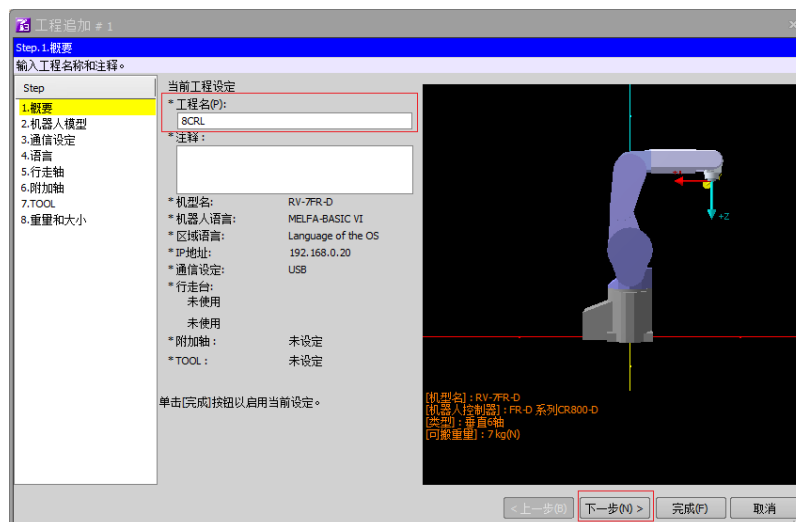 工程追加 # 1
Step. 1.概要
输入工程名称和注释。
Step
1.概要
2.机器人模型
3.通信设定
4.语言
5.行走轴
6.附加轴
7.TOOL
8.重量和大小
当前工程设定
* 工程名(P):
8CRL
* 注释：
* 机型名: RV-7FR-D
* 机器人语言: MELFA-BASIC VI
* 区域语言: Language of the OS
* IP地址: 192.168.0.20
* 通信设定: USB
* 行走台:
未使用
未使用
* 附加轴： 未设定
* TOOL： 未设定
单击[完成]按钮以启用当前设定。
+Z
[机型名]：RV-7FR-D
[机器人控制器]：FR-D 系列CR800-D
[类型]：垂直6轴
[可搬重里]：7 kg(N)
< 上一步(B) 下一步(N) > 完成(F) 取消